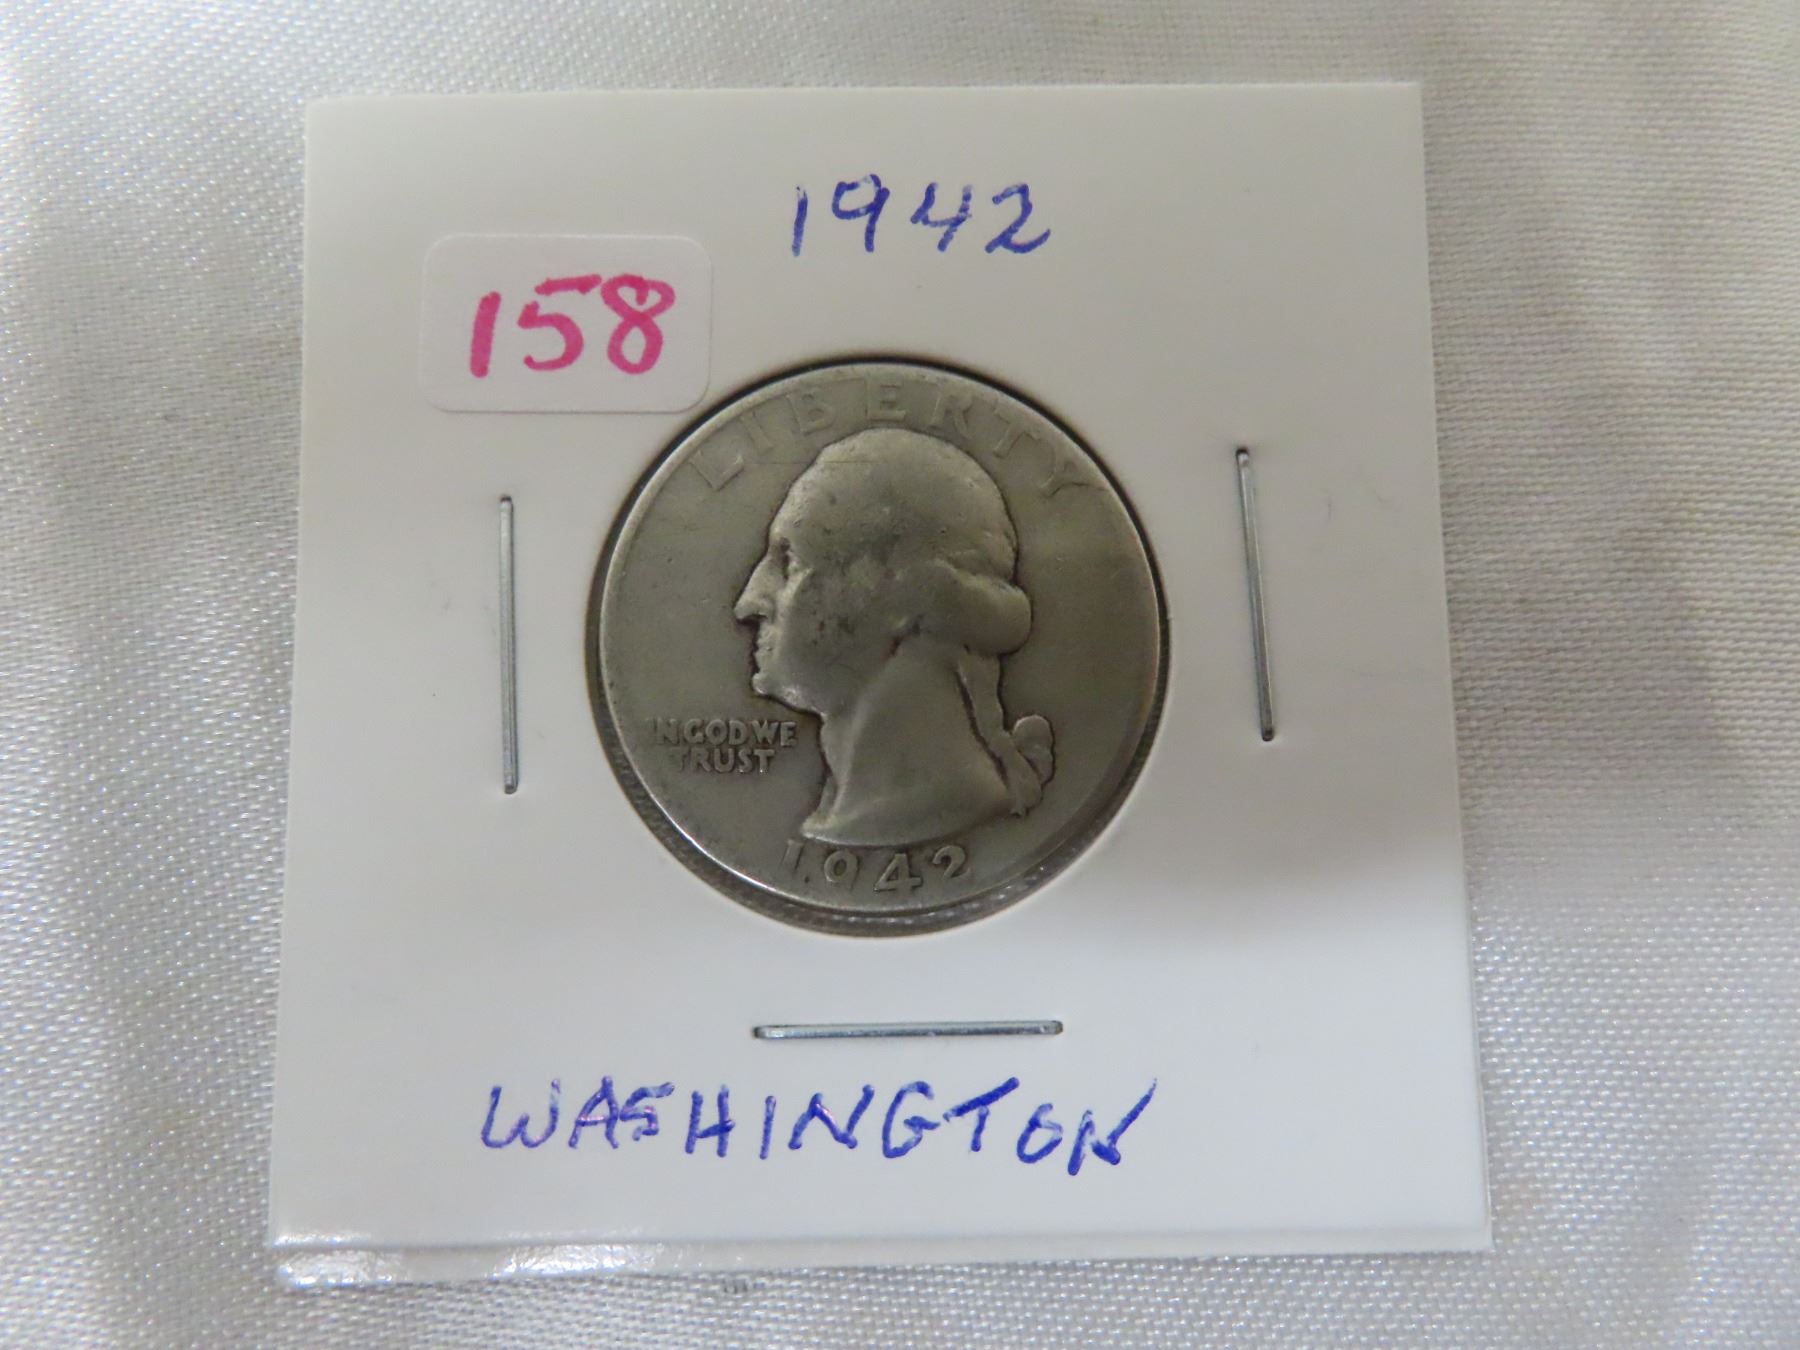 1942
158
LIBERTY
IN GOD WE
TRUST
1942
WASHINGTON